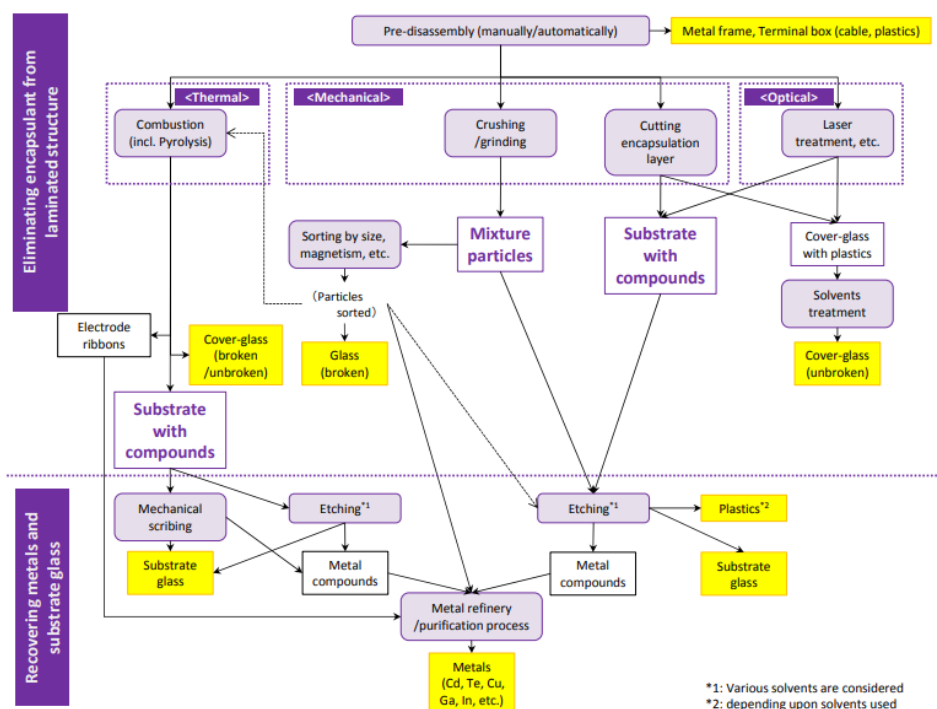 Pre-disassembly (manually/automatically)
Metal frame, Terminal box (cable, plastics)
Eliminating encapsulant from
laminated structure
<Thermal>
<Mechanical>
<Optical>
Combustion
(incl. Pyrolysis)
Crushing
/grinding
Cutting
encapsulation
layer
Laser
treatment, etc.
Sorting by size,
magnetism, etc.
Mixture
particles
Substrate
with
compounds
Cover-glass
with plastics
(Particles
sorted)
Solvents
treatment
Electrode
ribbons
Cover-glass
(broken
/unbroken)
Glass
(broken)
Cover-glass
(unbroken)
Substrate
with
compounds
Recovering metals and
substrate glass
Mechanical
scribing
Etching*1
Etching*1
Plastics*2
Substrate
glass
Metal
compounds
Metal
compounds
Substrate
glass
Metal refinery
/purification process
Metals
(Cd, Te, Cu,
Ga, In, etc.)
*1: Various solvents are considered
*2: depending upon solvents used